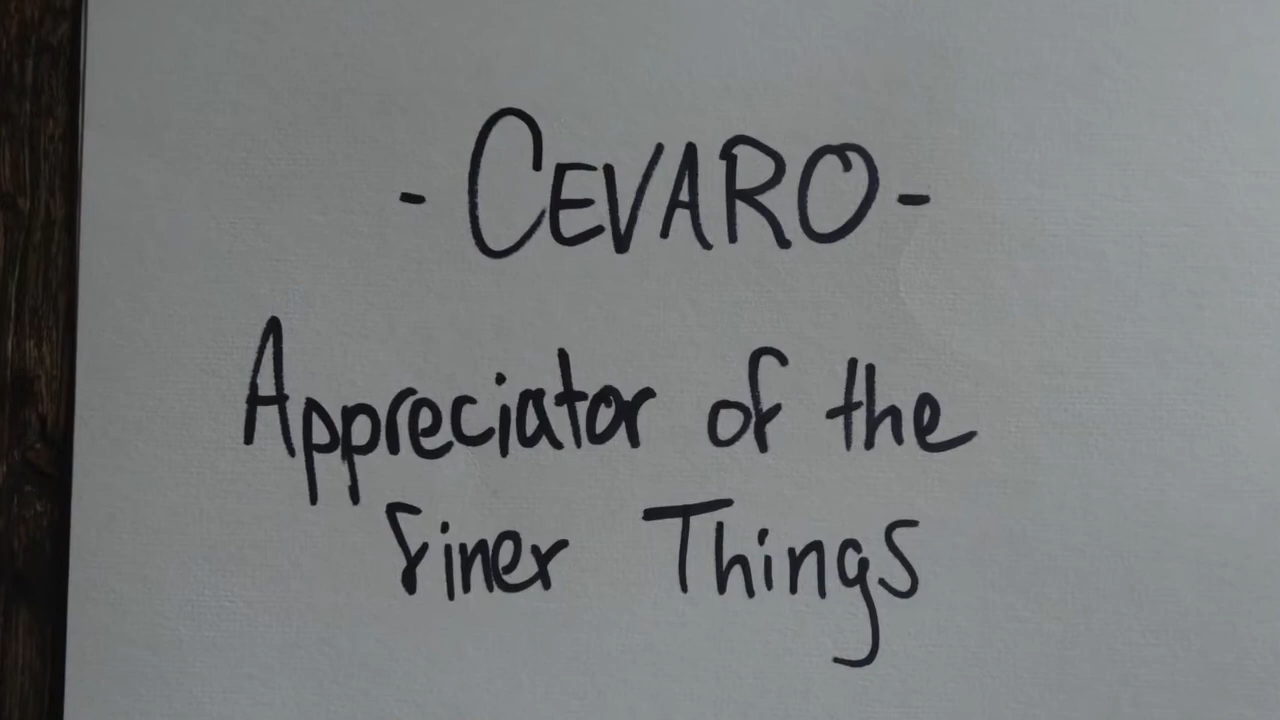 - CEVARO -
Appreciator of the
finer Things